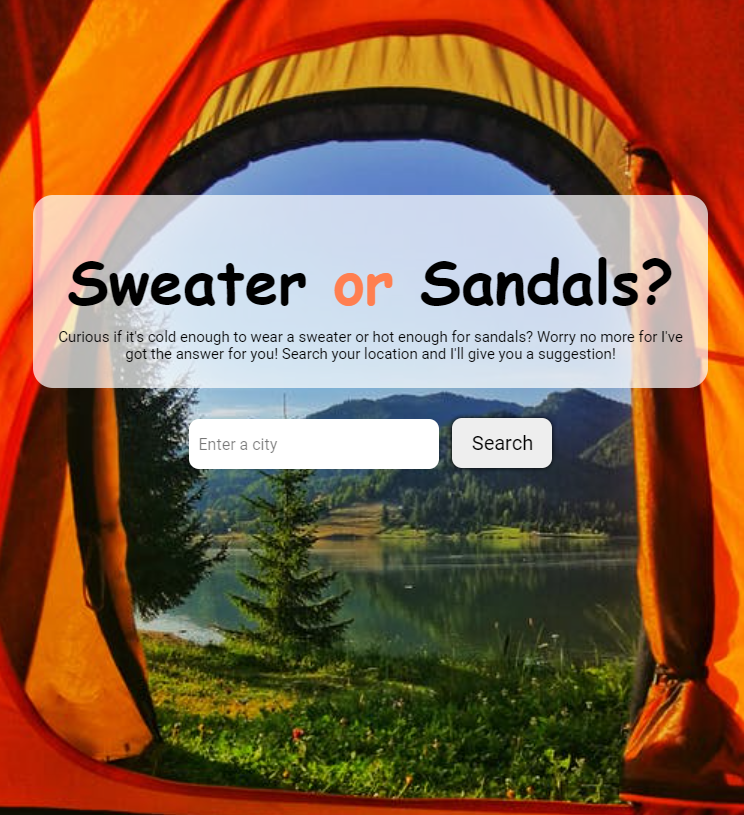 Sweater or Sandals?
Curious if it's cold enough to wear a sweater or hot enough for sandals? Worry no more for I've
got the answer for you! Search your location and I'll give you a suggestion!
Enter a city
Search